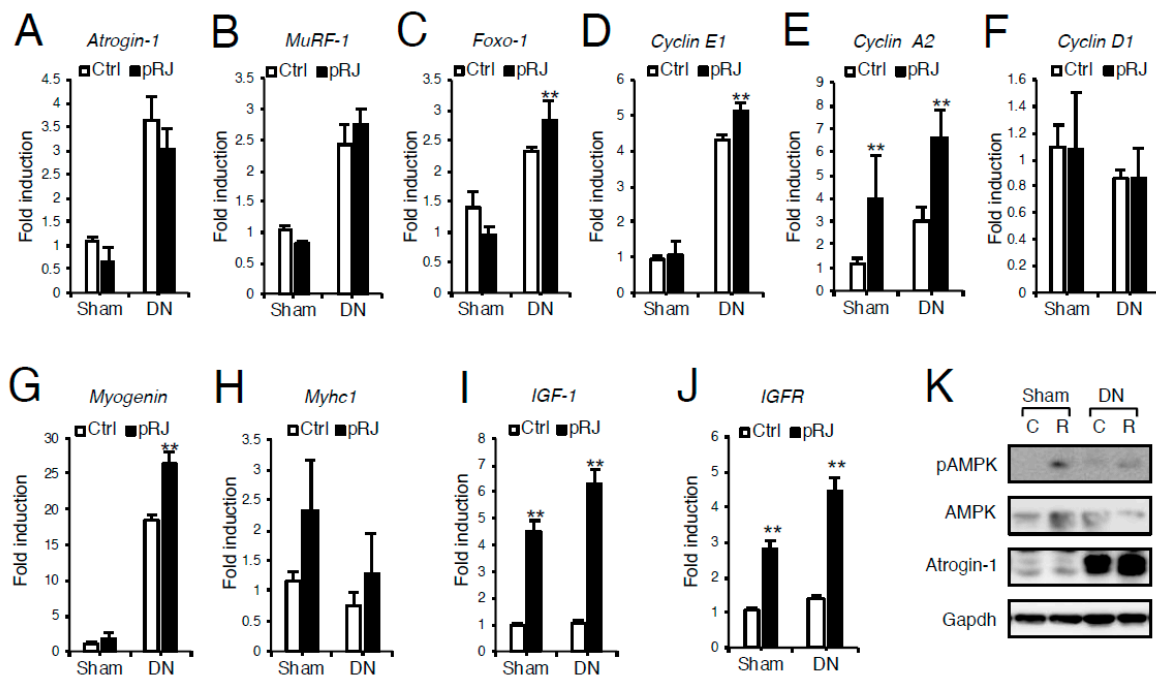 A
Atrogin-1
Ctrl pRJ
Fold induction
4.5
4
3.5
3
2.5
2
1.5
1
0.5
0
Sham DN
B
MuRF-1
Ctrl pRJ
Fold induction
3.5
3
2.5
2
1.5
1
0.5
0
Sham DN
C
Foxo-1
Ctrl pRJ
**
Fold induction
3.5
3
2.5
2
1.5
1
0.5
0
Sham DN
D
Cyclin E1
Ctrl pRJ
**
Fold induction
6
5
4
3
2
1
0
Sham DN
E
Cyclin A2
Ctrl pRJ
**
**
Fold induction
9
8
7
6
5
4
3
2
1
0
Sham DN
F
Cyclin D1
Ctrl pRJ
Fold induction
1.6
1.4
1.2
1
0.8
0.6
0.4
0.2
0
Sham DN
G
Myogenin
Ctrl pRJ
**
Fold induction
30
25
20
15
10
5
0
Sham DN
H
Myhc1
Ctrl pRJ
Fold induction
3.5
3
2.5
2
1.5
1
0.5
0
Sham DN
I
IGF-1
Ctrl pRJ
**
**
Fold induction
8
7
6
5
4
3
2
1
0
Sham DN
J
IGFR
Ctrl pRJ
**
**
Fold induction
6
5
4
3
2
1
0
Sham DN
K
Sham DN
C R C R
pAMPK
AMPK
Atrogin-1
Gapdh